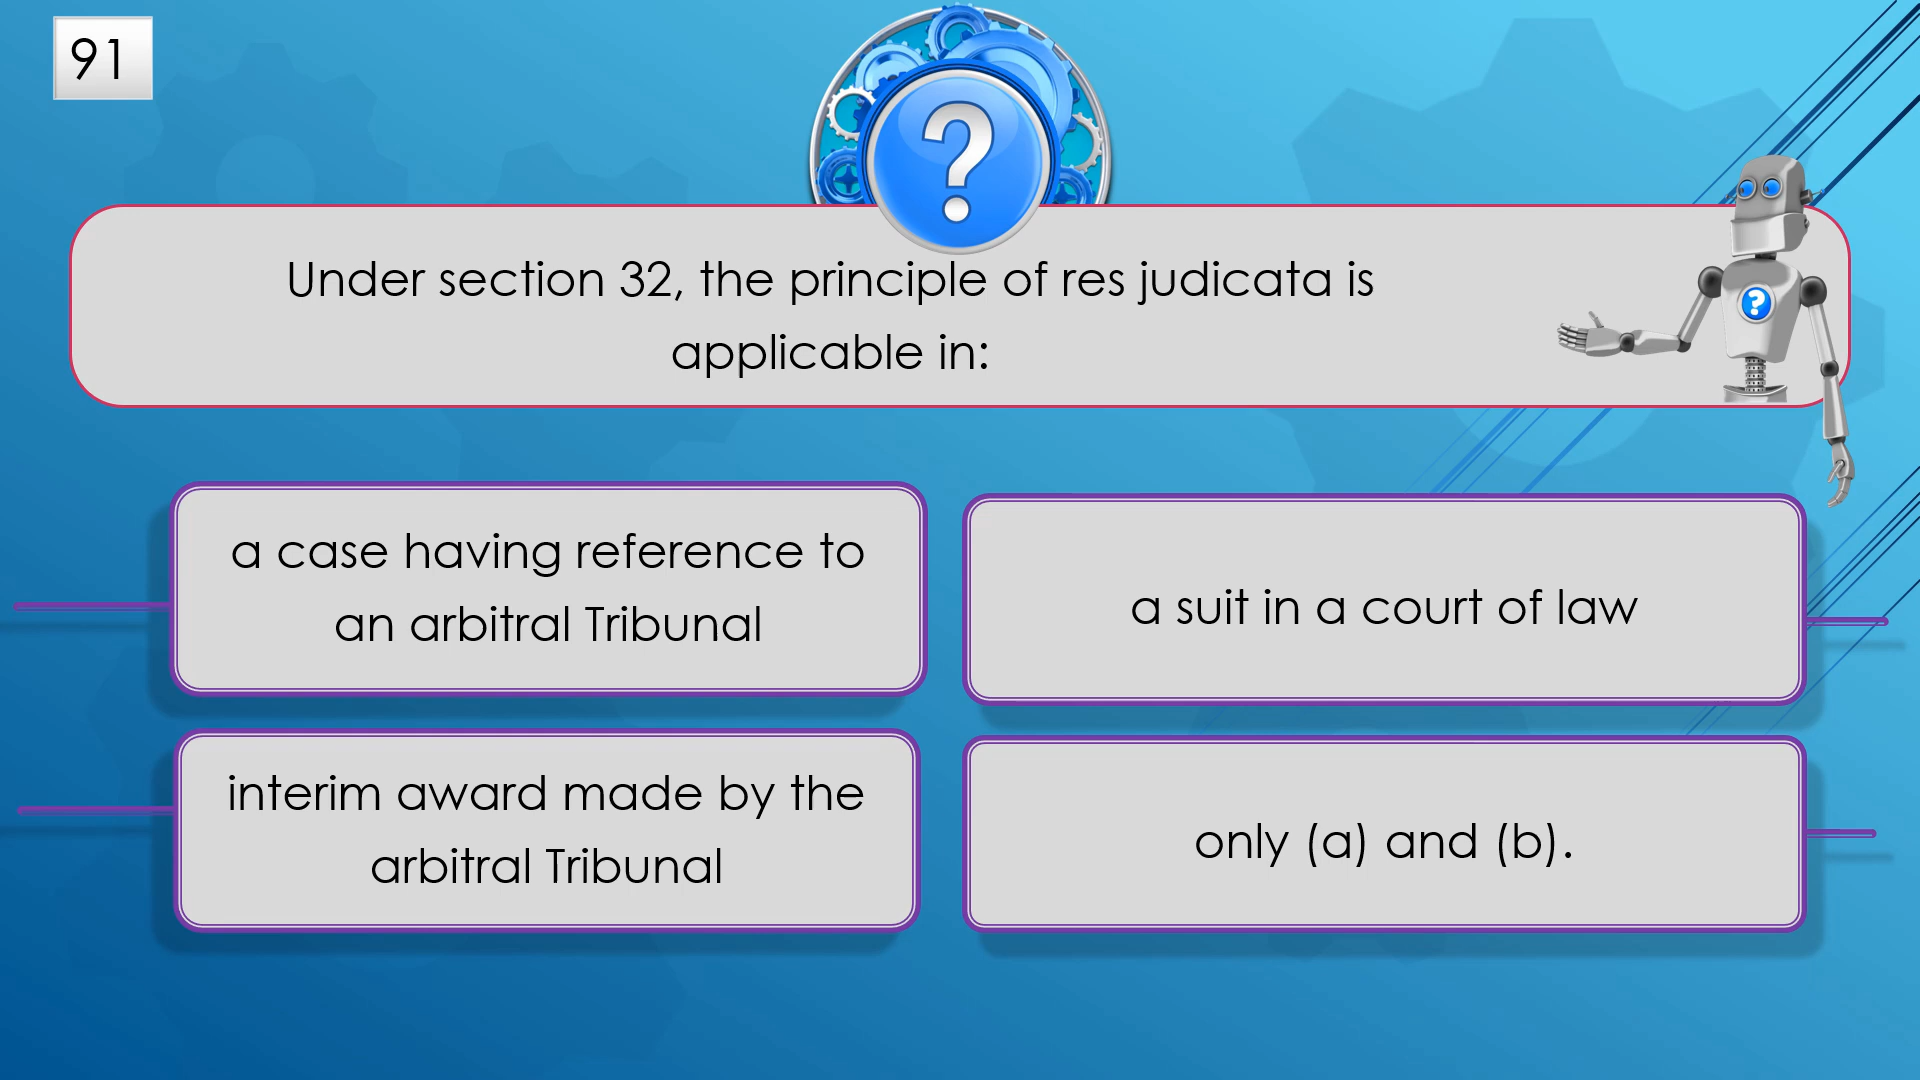 91
?
Under section 32, the principle of res judicata is
applicable in:
?
a case having reference to
an arbitral Tribunal
a suit in a court of law
interim award made by the
arbitral Tribunal
only (a) and (b).